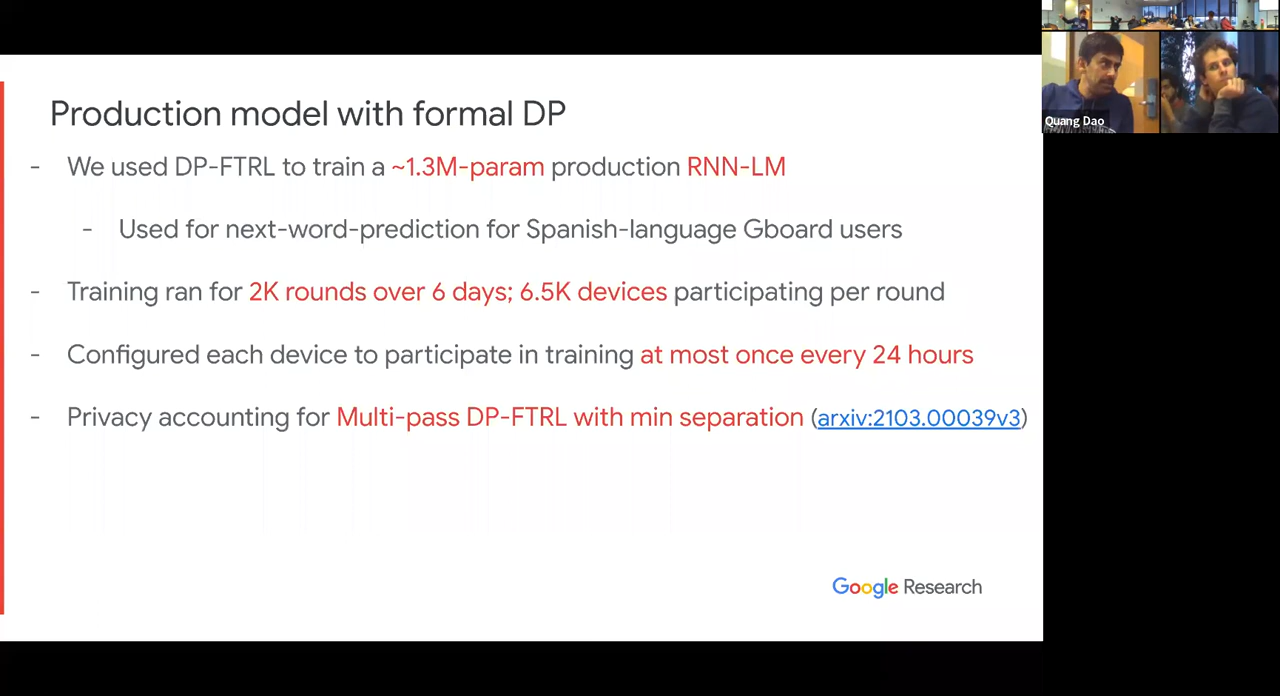 Production model with formal DP
- We used DP-FTRL to train a ~1.3M-param production RNN-LM
- Used for next-word-prediction for Spanish-language Gboard users
- Training ran for 2K rounds over 6 days; 6.5K devices participating per round
- Configured each device to participate in training at most once every 24 hours
- Privacy accounting for Multi-pass DP-FTRL with min separation (arxiv:2103.00039v3)
Google Research
Quang Dao